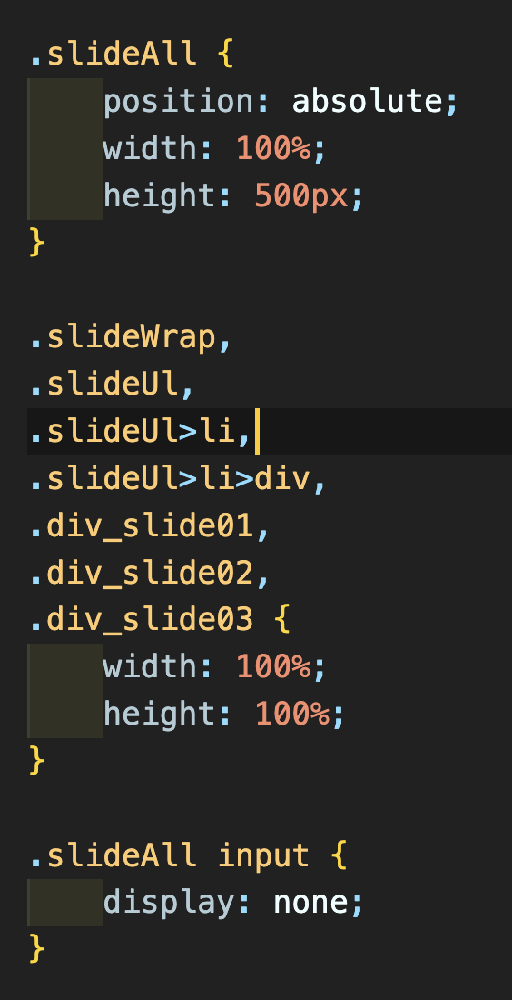 .slideAll {
    position: absolute;
    width: 100%;
    height: 500px;
}

.slideWrap,
.slideUl,
.slideUl>li,
.slideUl>li>div,
.div_slide01,
.div_slide02,
.div_slide03 {
    width: 100%;
    height: 100%;
}

.slideAll input {
    display: none;
}